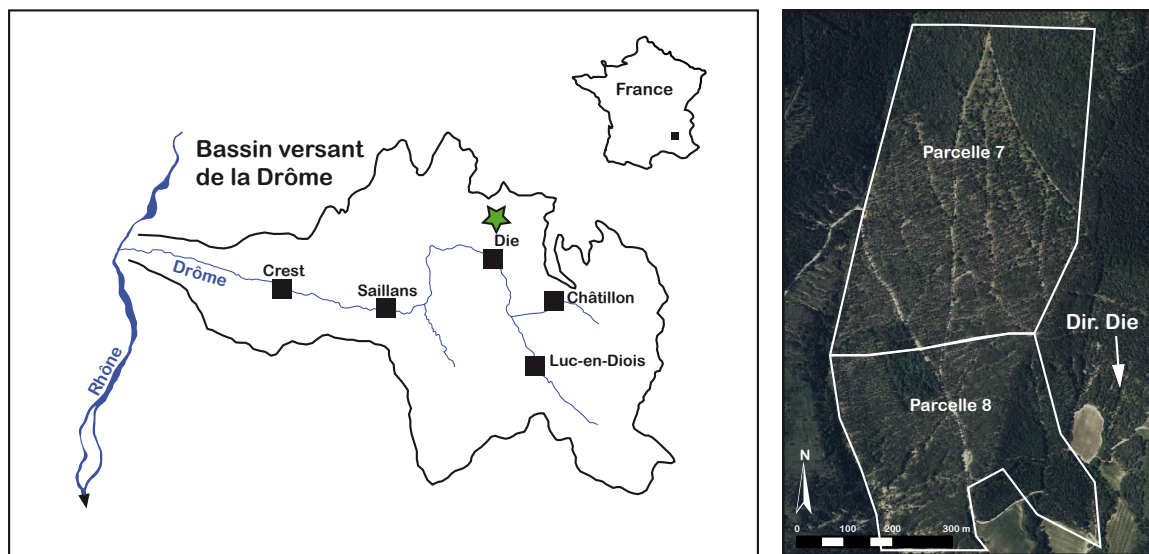 France
Bassin versant
de la Drôme
Die
Drôme
Crest
Saillans
Châtillon
Luc-en-Diois
Rhône
Parcelle 7
Dir. Die
Parcelle 8
N
0 100 200 300 m